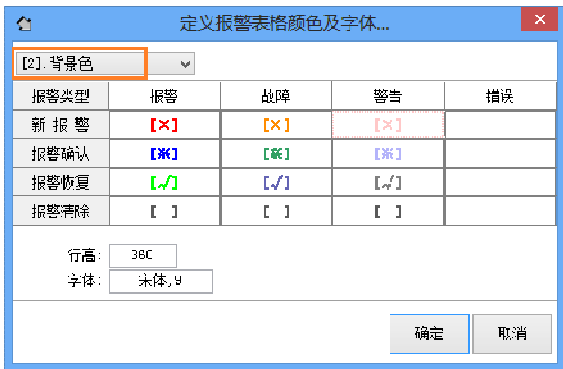 定义报警表格颜色及字体...
[2].背景色
报警类型 报警 故障 警告 错误
新 报 警 [×] [×] [×]
报警确认 [※] [※] [※]
报警恢复 [√] [√] [√]
报警清除 [ ] [ ] [ ]
行高: 360
字体: 宋体,9
确定 取消